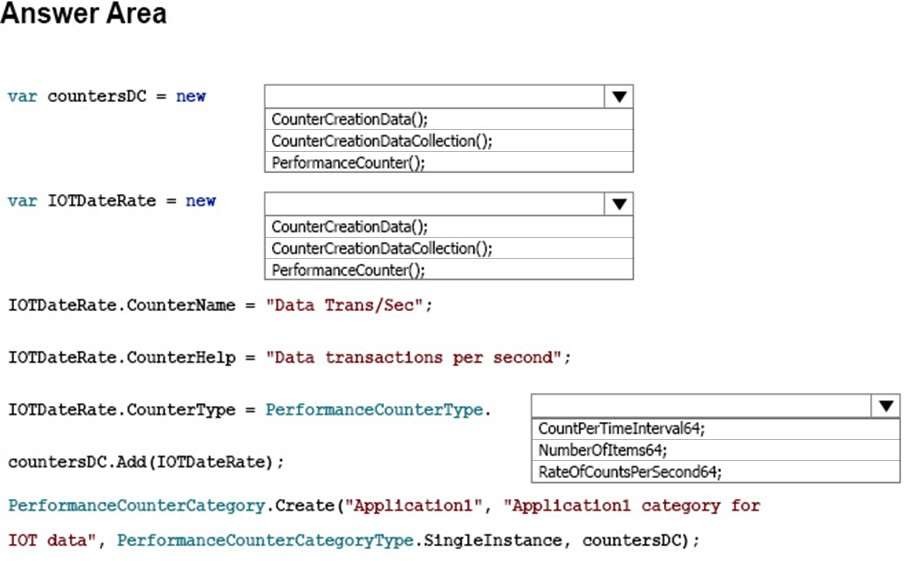 Answer Area
var countersDC = new
▼
CounterCreationData();
CounterCreationDataCollection();
PerformanceCounter();
var IOTDateRate = new
▼
CounterCreationData();
CounterCreationDataCollection();
PerformanceCounter();
IOTDateRate.CounterName = "Data Trans/Sec";
IOTDateRate.CounterHelp = "Data transactions per second";
IOTDateRate.CounterType = PerformanceCounterType.
▼
CountPerTimeInterval64;
NumberOfItems64;
RateOfCountsPerSecond64;
countersDC.Add(IOTDateRate);
PerformanceCounterCategory.Create("Application1", "Application1 category for
IOT data", PerformanceCounterCategoryType.SingleInstance, countersDC);